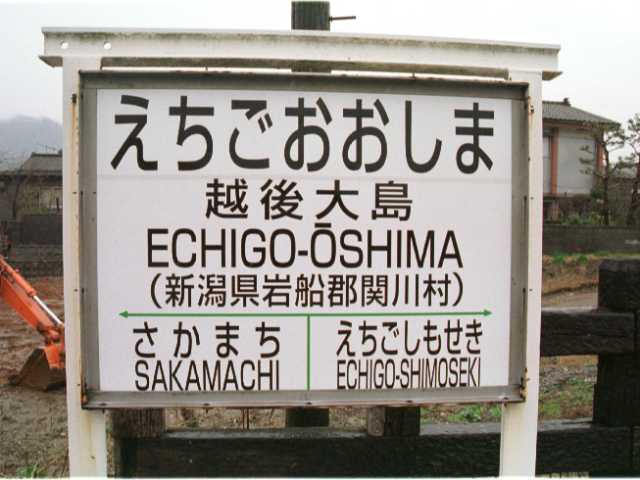 えちごおおしま
越後大島
ECHIGO-ŌSHIMA
(新潟県岩船郡関川村)
さかまち えちごしもせき
SAKAMACHI ECHIGO-SHIMOSEKI